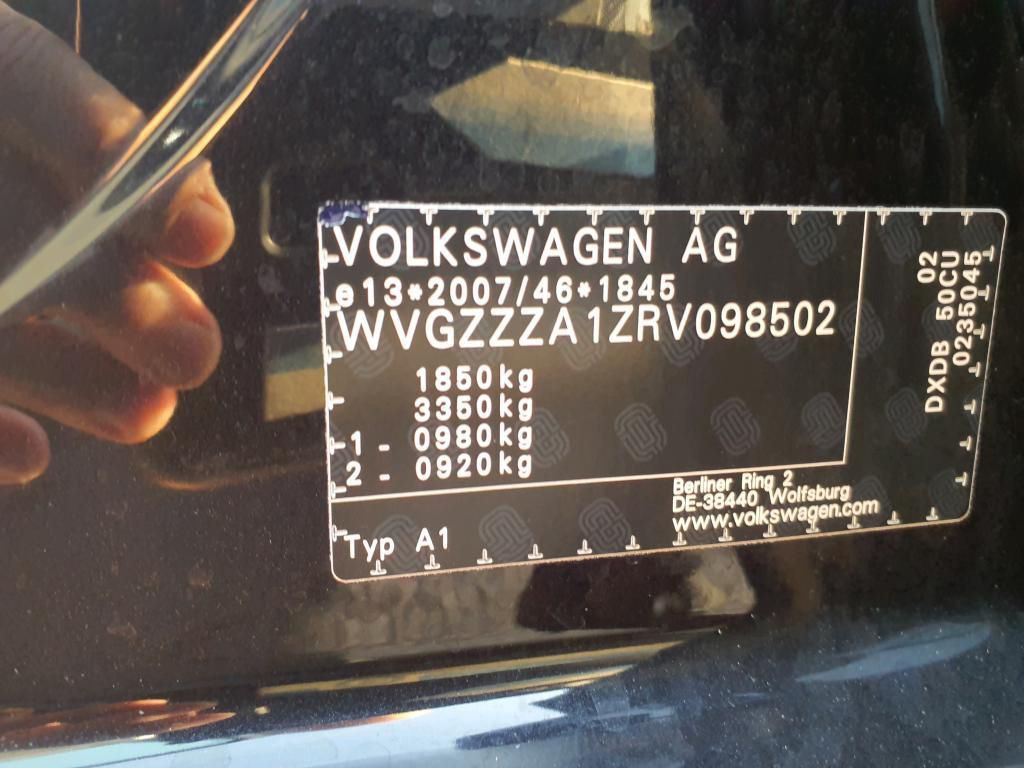 VOLKSWAGEN AG
e13*2007/46*1845
WVGZZZA1ZRV098502
1850kg
3350kg
1 - 0980kg
2 - 0920kg
Typ A1
Berliner Ring 2
DE-38440 Wolfsburg
www.volkswagen.com
DXDB 50CU 02
0235045